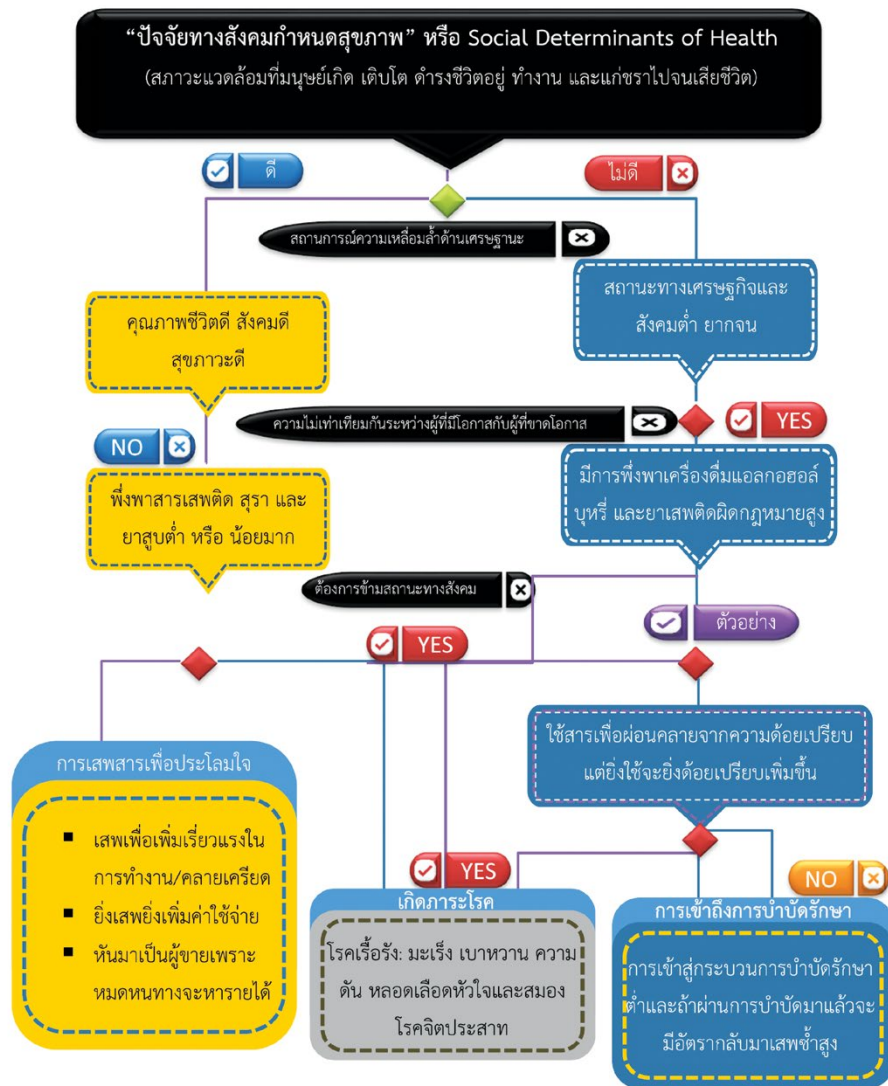 “ปัจจัยทางสังคมกำหนดสุขภาพ” หรือ Social Determinants of Health
(สภาวะแวดล้อมที่มนุษย์เกิด เติบโต ดำรงชีวิตอยู่ ทำงาน และแก่ชราไปจนเสียชีวิต)
ดี
ไม่ดี
สถานการณ์ความเหลื่อมล้ำด้านเศรษฐานะ
คุณภาพชีวิตดี สังคมดี
สุขภาวะดี
สถานะทางเศรษฐกิจและ
สังคมต่ำ ยากจน
ความไม่เท่าเทียมกันระหว่างผู้ที่มีโอกาสกับผู้ที่ขาดโอกาส
YES
NO
พึ่งพาสารเสพติด สุรา และ
ยาสูบต่ำ หรือ น้อยมาก
มีการพึ่งพาเครื่องดื่มแอลกอฮอล์
บุหรี่ และยาเสพติดผิดกฎหมายสูง
ต้องการข้ามสถานะทางสังคม
ตัวอย่าง
YES
ใช้สารเพื่อผ่อนคลายจากความด้อยเปรียบ
แต่ยิ่งใช้จะยิ่งด้อยเปรียบเพิ่มขึ้น
การเสพสารเพื่อประโลมใจ
▪ เสพเพื่อเพิ่มเรี่ยวแรงใน
การทำงาน/คลายเครียด
▪ ยิ่งเสพยิ่งเพิ่มค่าใช้จ่าย
▪ หันมาเป็นผู้ขายเพราะ
หมดหนทางจะหารายได้
YES
เกิดภาระโรค
โรคเรื้อรัง: มะเร็ง เบาหวาน ความ
ดัน หลอดเลือดหัวใจและสมอง
โรคจิตประสาท
NO
การเข้าถึงการบำบัดรักษา
การเข้าสู่กระบวนการบำบัดรักษา
ต่ำและถ้าผ่านการบำบัดมาแล้วจะ
มีอัตรากลับมาเสพซ้ำสูง